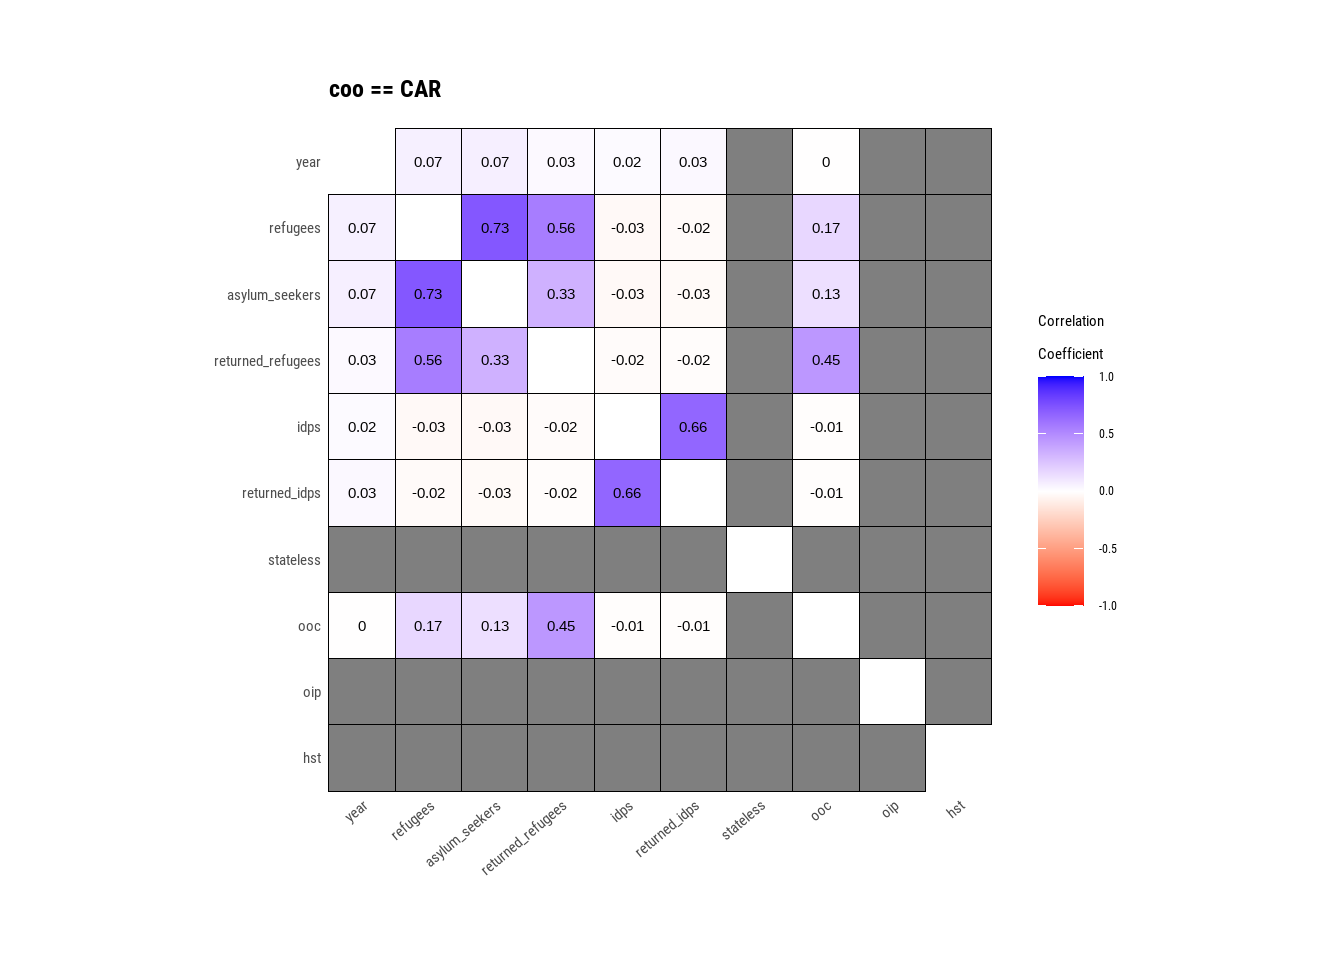 coo == CAR
year 0.07 0.07 0.03 0.02 0.03 0
refugees 0.07 0.73 0.56 -0.03 -0.02 0.17
asylum_seekers 0.07 0.73 0.33 -0.03 -0.03 0.13
returned_refugees 0.03 0.56 0.33 -0.02 -0.02 0.45
idps 0.02 -0.03 -0.03 -0.02 0.66 -0.01
returned_idps 0.03 -0.02 -0.03 -0.02 0.66 -0.01
stateless
ooc 0 0.17 0.13 0.45 -0.01 -0.01
oip
hst
year refugees asylum_seekers returned_refugees idps returned_idps stateless ooc oip hst
Correlation
Coefficient
1.0
0.5
0.0
-0.5
-1.0